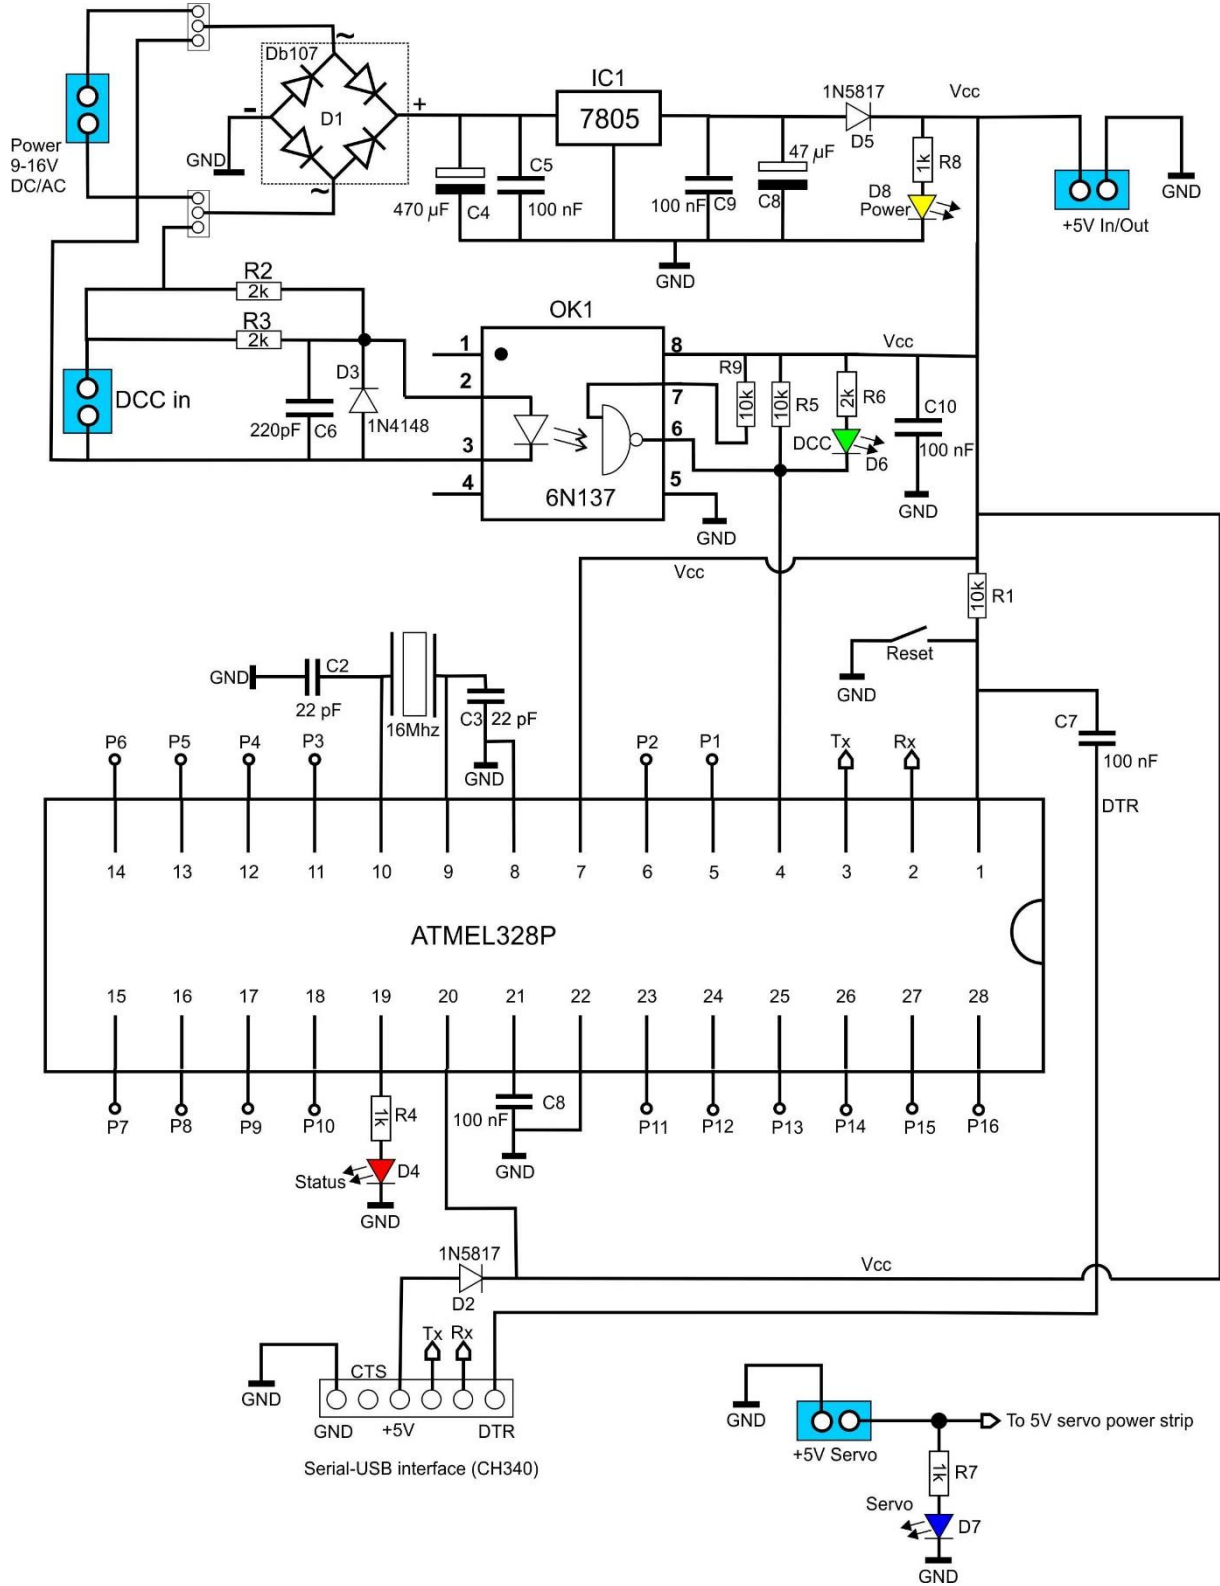 Db107
~
-
D1
+
~
GND
Power
9-16V
DC/AC
IC1
7805
1N5817
D5
Vcc
470 µF
C4
C5
100 nF
100 nF
C9
47 µF
C8
R8
1k
D8
Power
GND
+5V In/Out
GND
R2
2k
R3
2k
DCC in
220pF
C6
D3
1N4148
OK1
1
2
3
4
8
7
6
5
6N137
GND
R9
10k
10k
R5
2k
R6
DCC
D6
Vcc
C10
100 nF
GND
Vcc
10k
R1
Reset
GND
GND
C2
22 pF
16Mhz
C3
22 pF
GND
C7
100 nF
DTR
P6
P5
P4
P3
P2
P1
Tx
Rx
14
13
12
11
10
9
8
7
6
5
4
3
2
1
ATMEL328P
15
16
17
18
19
20
21
22
23
24
25
26
27
28
P7
P8
P9
P10
1k
R4
100 nF
C8
P11
P12
P13
P14
P15
P16
Status
D4
GND
GND
1N5817
D2
Vcc
Tx
Rx
GND
CTS
GND
+5V
DTR
Serial-USB interface (CH340)
GND
+5V Servo
To 5V servo power strip
1k
R7
Servo
D7
GND